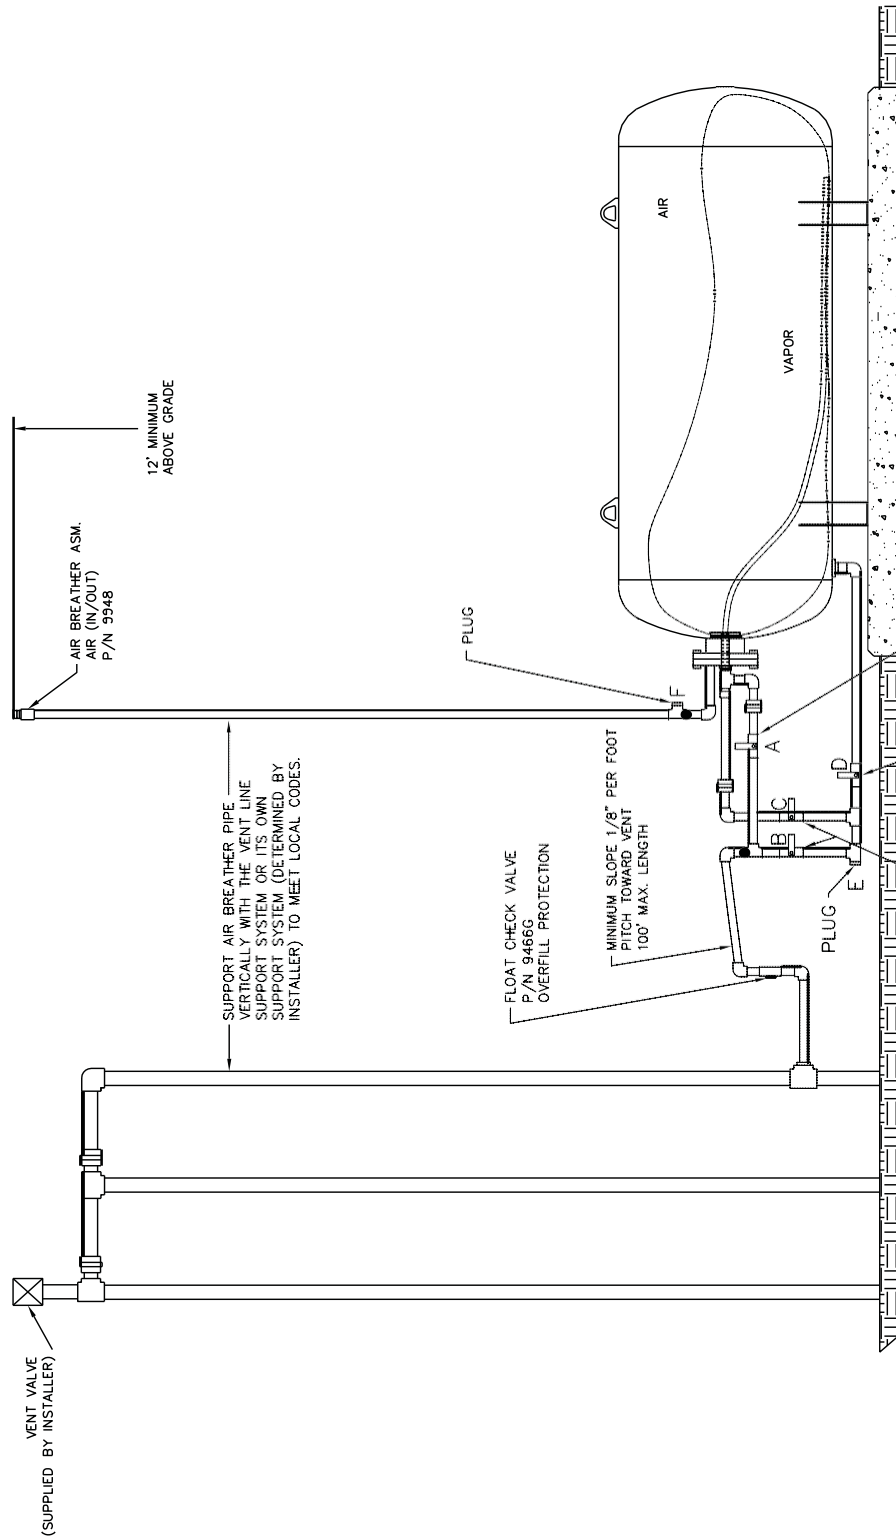 VENT VALVE
(SUPPLIED BY INSTALLER)
AIR BREATHER ASM.
AIR (IN/OUT)
P/N 9948
12' MINIMUM
ABOVE GRADE
SUPPORT AIR BREATHER PIPE
VERTICALLY WITH THE VENT LINE
SUPPORT SYSTEM OR ITS OWN
SUPPORT SYSTEM (DETERMINED BY
INSTALLER) TO MEET LOCAL CODES.
PLUG
FLOAT CHECK VALVE
P/N 9466G
OVERFILL PROTECTION
MINIMUM SLOPE 1/8" PER FOOT
PITCH TOWARD VENT
100' MAX. LENGTH
F
A
B
C
D
E
PLUG
AIR
VAPOR